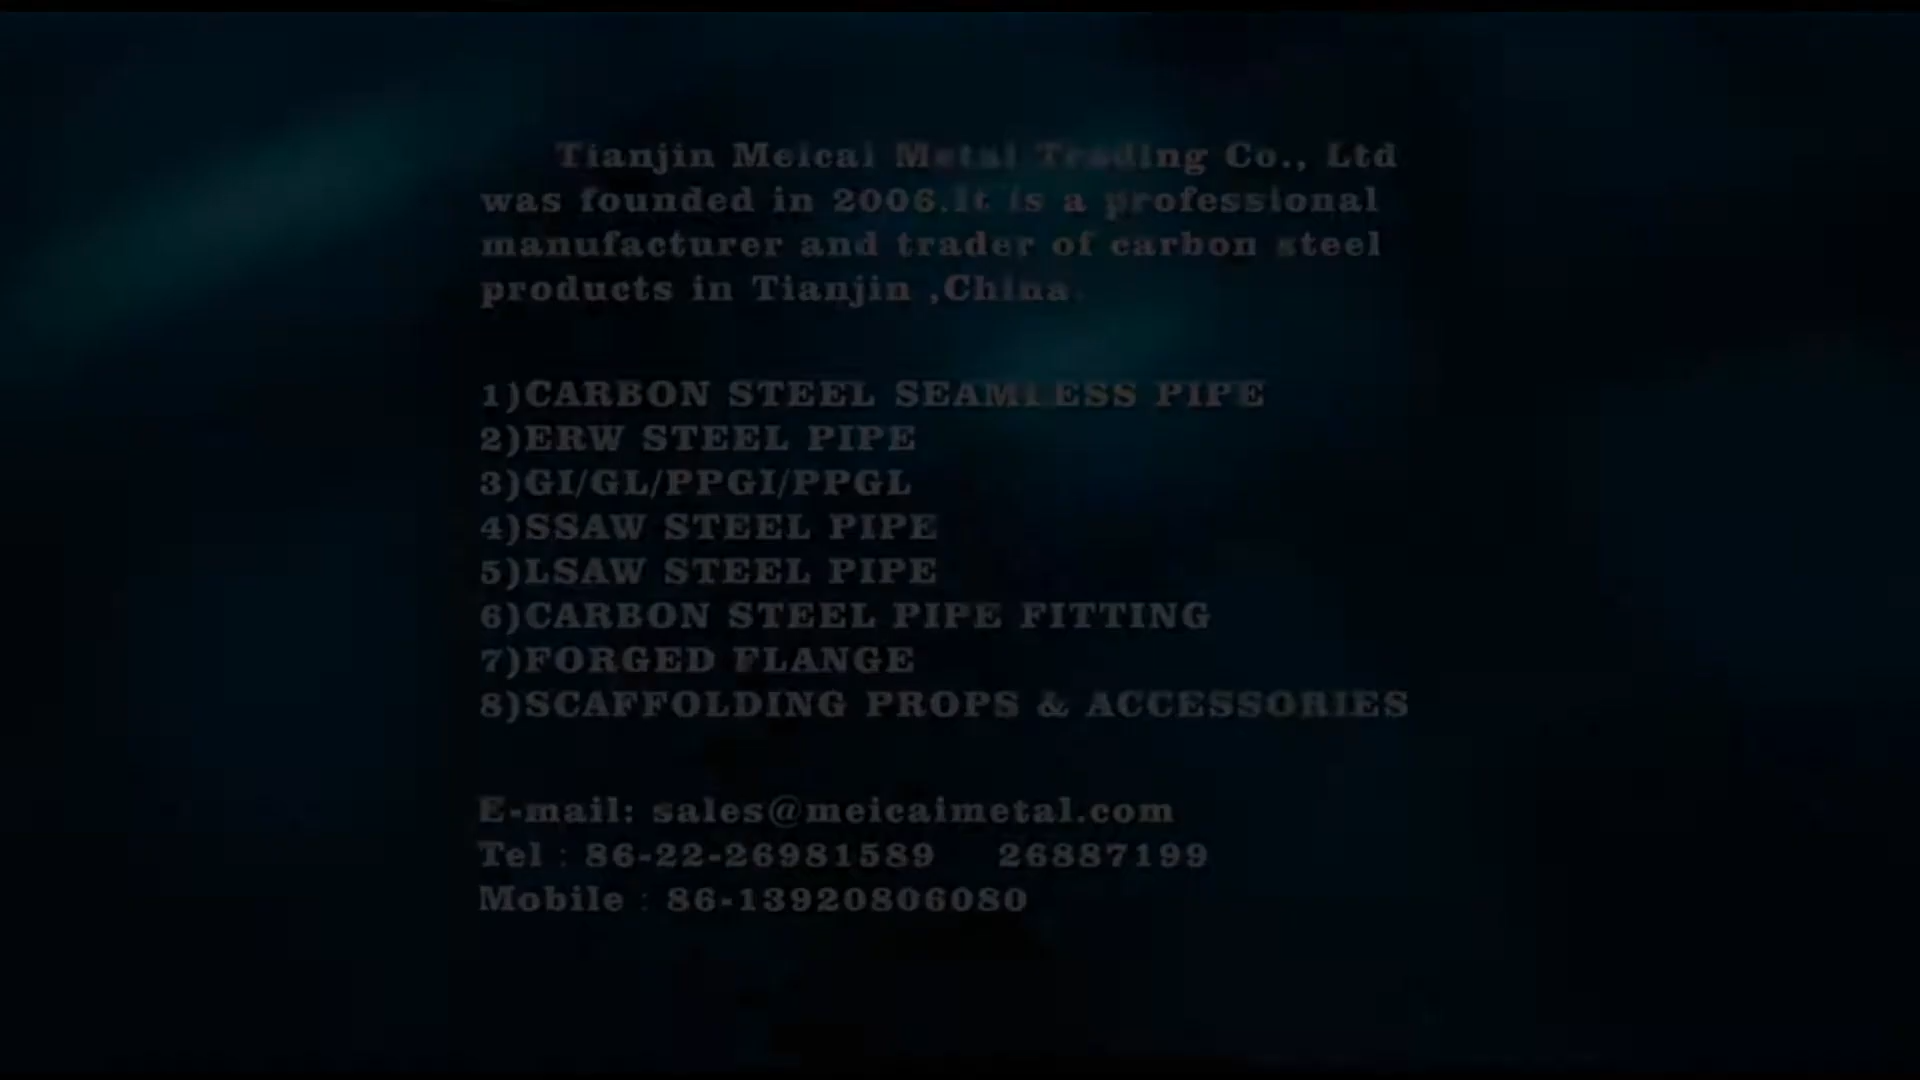 Tianjin Meicai Metal Trading Co., Ltd
was founded in 2006.It is a professional
manufacturer and trader of carbon steel
products in Tianjin ,China.
1)CARBON STEEL SEAMLESS PIPE
2)ERW STEEL PIPE
3)GI/GL/PPGI/PPGL
4)SSAW STEEL PIPE
5)LSAW STEEL PIPE
6)CARBON STEEL PIPE FITTING
7)FORGED FLANGE
8)SCAFFOLDING PROPS & ACCESSORIES
E-mail: sales@meicaimetal.com
Tel : 86-22-26981589 26887199
Mobile : 86-13920806080